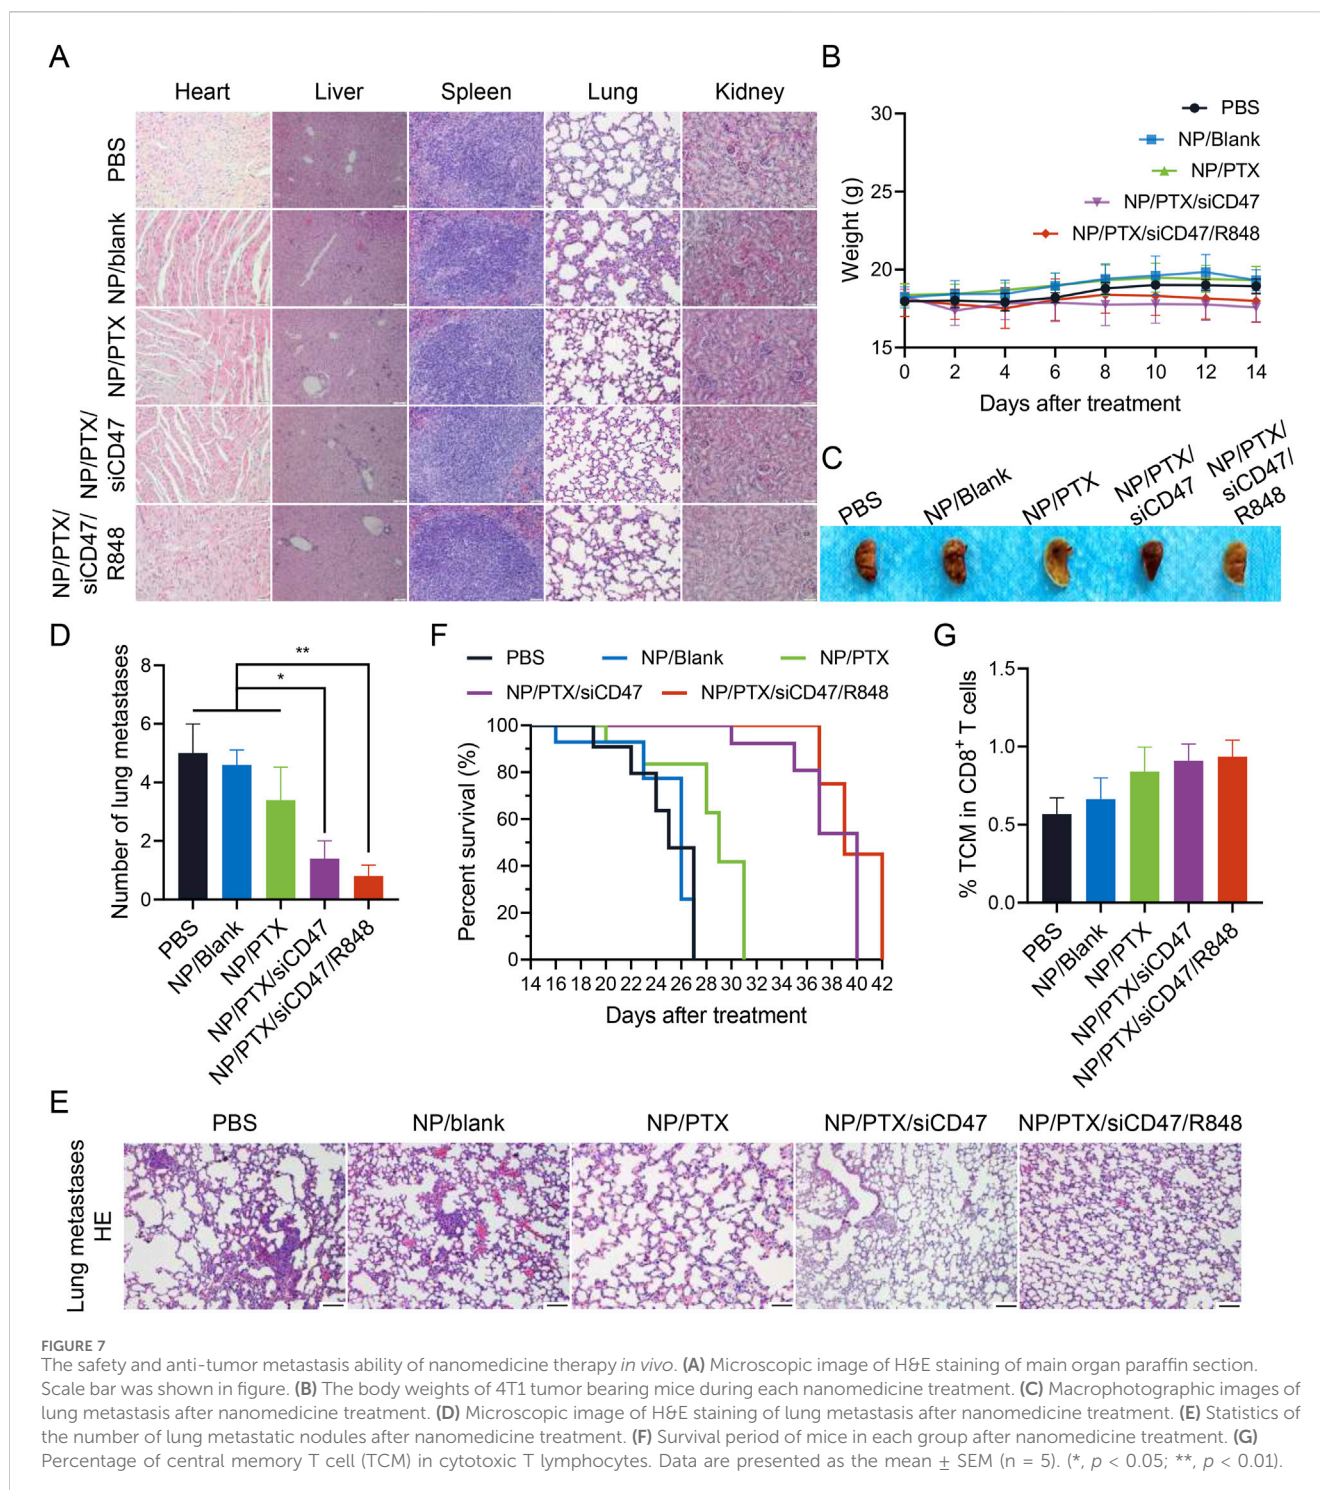 A
Heart Liver Spleen Lung Kidney
PBS
NP/blank
NP/PTX
NP/PTX/
siCD47
NP/PTX/
siCD47/
R848
B
PBS
NP/Blank
NP/PTX
NP/PTX/siCD47
NP/PTX/siCD47/R848
Weight (g)
30
25
20
15
0 2 4 6 8 10 12 14
Days after treatment
C
PBS
NP/Blank
NP/PTX
NP/PTX/
siCD47
NP/PTX/
siCD47/
R848
D
Number of lung metastases
8
6
4
2
0
**
*
PBS
NP/Blank
NP/PTX
NP/PTX/siCD47
NP/PTX/siCD47/R848
F
PBS NP/Blank NP/PTX
NP/PTX/siCD47 NP/PTX/siCD47/R848
Percent survival (%)
100
80
60
40
20
0
14 16 18 20 22 24 26 28 30 32 34 36 38 40 42
Days after treatment
G
% TCM in CD8⁺ T cells
1.5
1.0
0.5
0.0
PBS
NP/Blank
NP/PTX
NP/PTX/siCD47
NP/PTX/siCD47/R848
E
PBS NP/blank NP/PTX NP/PTX/siCD47 NP/PTX/siCD47/R848
Lung metastases
HE
FIGURE 7
The safety and anti-tumor metastasis ability of nanomedicine therapy in vivo. (A) Microscopic image of H&E staining of main organ paraffin section.
Scale bar was shown in figure. (B) The body weights of 4T1 tumor bearing mice during each nanomedicine treatment. (C) Macrophotographic images of
lung metastasis after nanomedicine treatment. (D) Microscopic image of H&E staining of lung metastasis after nanomedicine treatment. (E) Statistics of
the number of lung metastatic nodules after nanomedicine treatment. (F) Survival period of mice in each group after nanomedicine treatment. (G)
Percentage of central memory T cell (TCM) in cytotoxic T lymphocytes. Data are presented as the mean ± SEM (n = 5). (*, p < 0.05; **, p < 0.01).